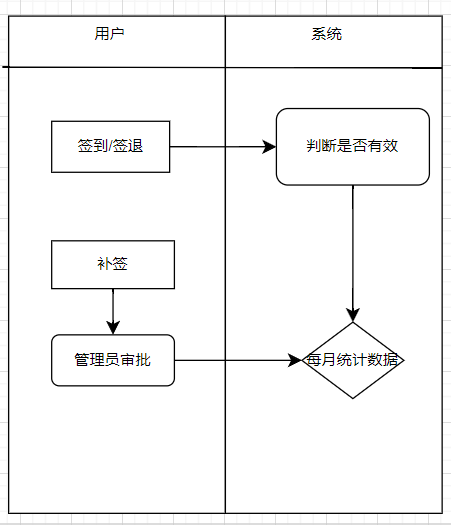 用户
系统
签到/签退
判断是否有效
补签
管理员审批
每月统计数据